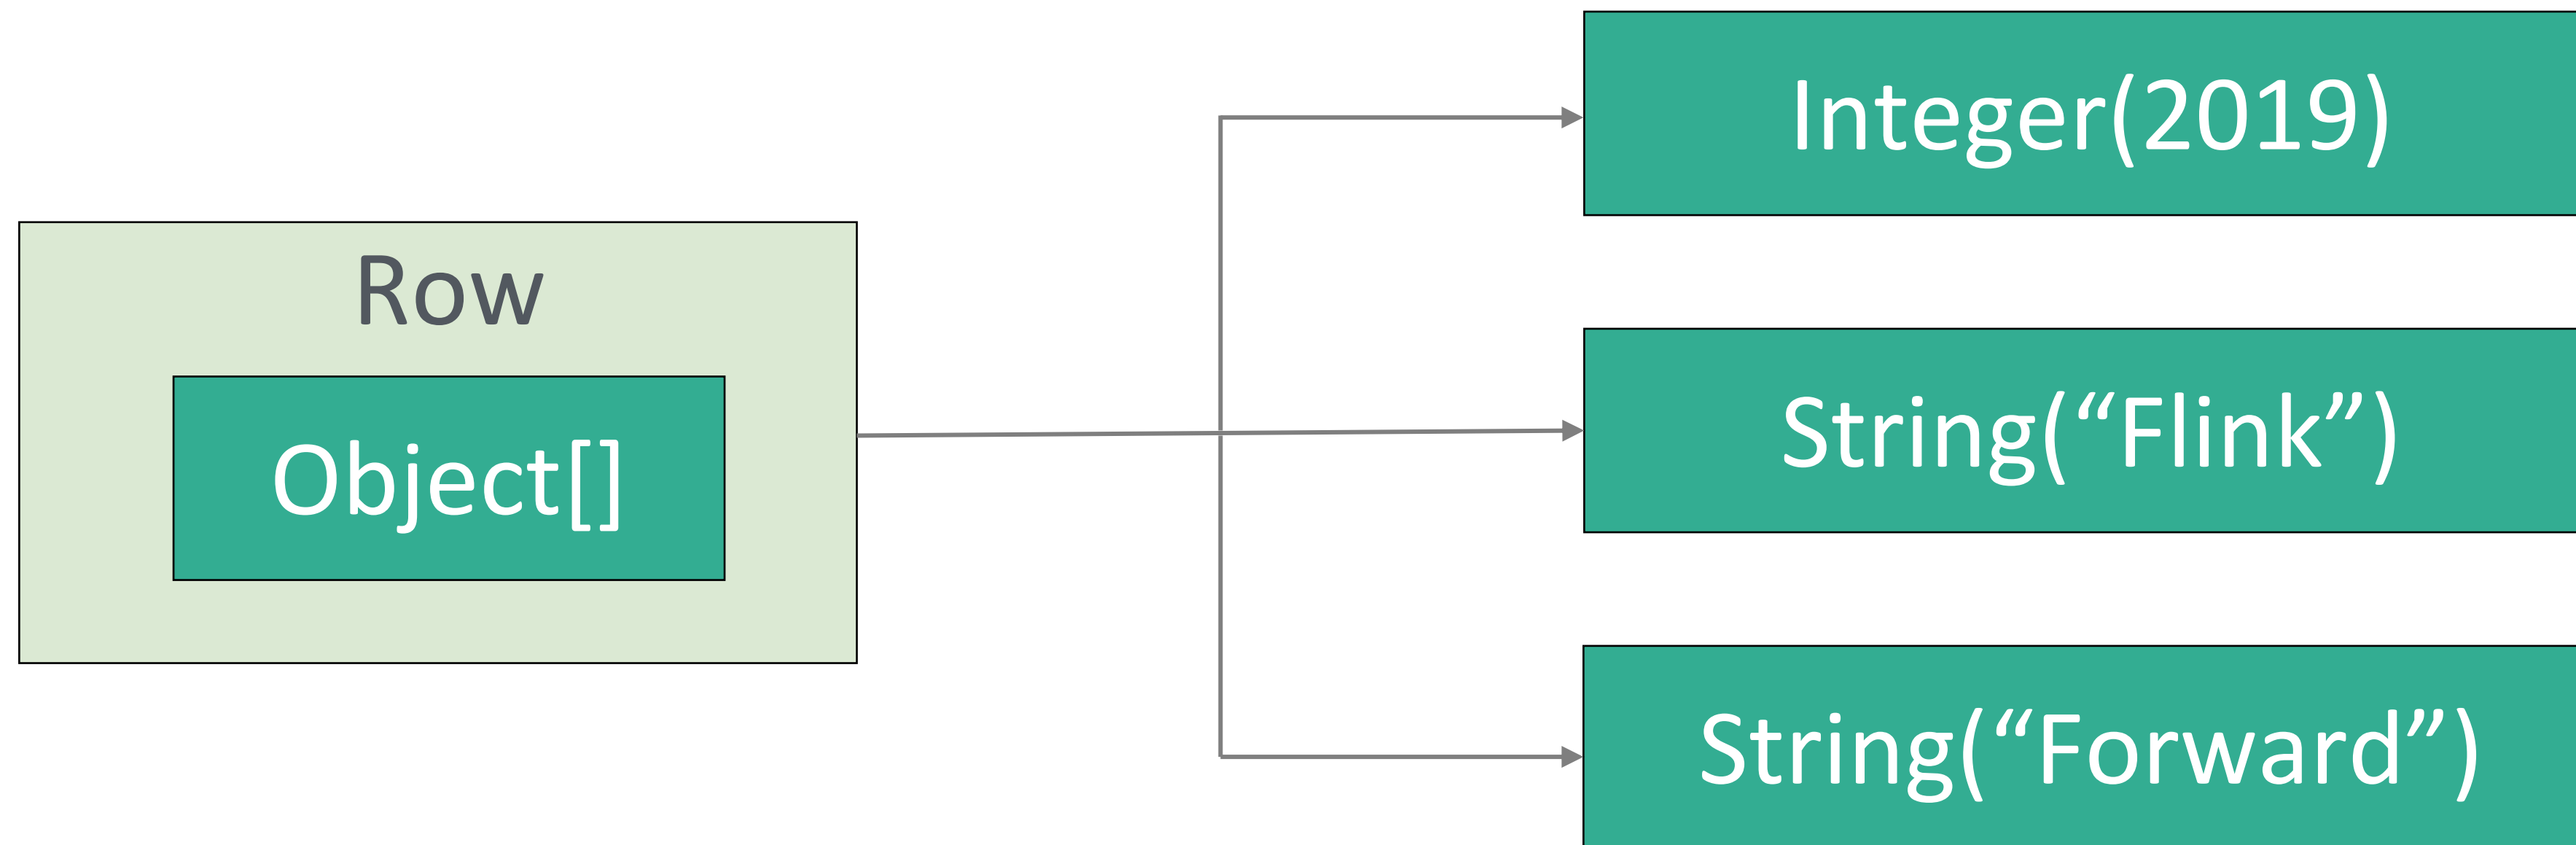 Row
Object[]
Integer(2019)
String(“Flink”)
String(“Forward”)